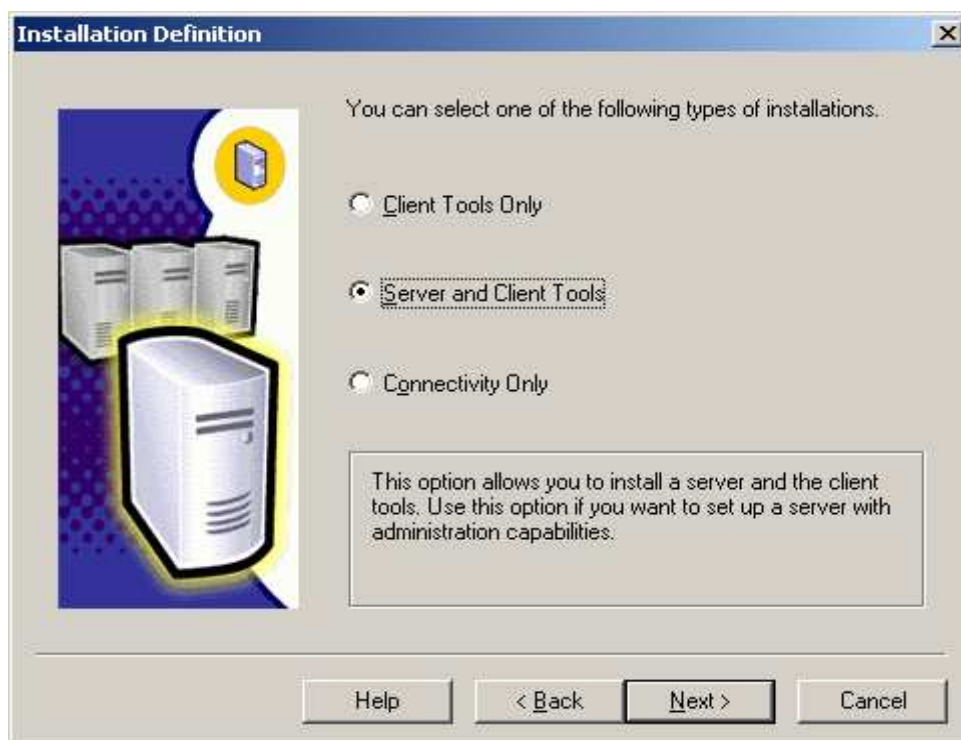 Installation Definition
You can select one of the following types of installations.
Client Tools Only
Server and Client Tools
Connectivity Only
This option allows you to install a server and the client
tools. Use this option if you want to set up a server with
administration capabilities.
Help
< Back
Next >
Cancel